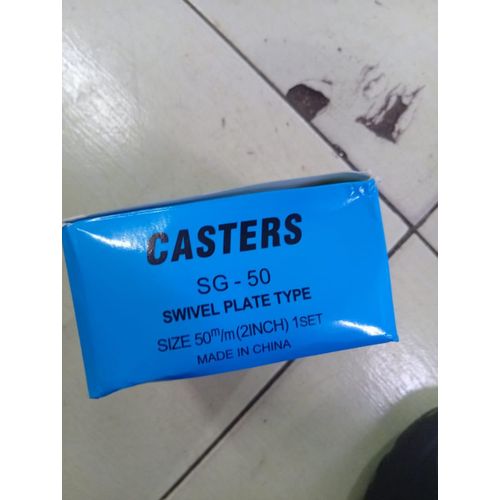 CASTERS
SG - 50
SWIVEL PLATE TYPE
SIZE 50m/m(2INCH) 1SET
MADE IN CHINA